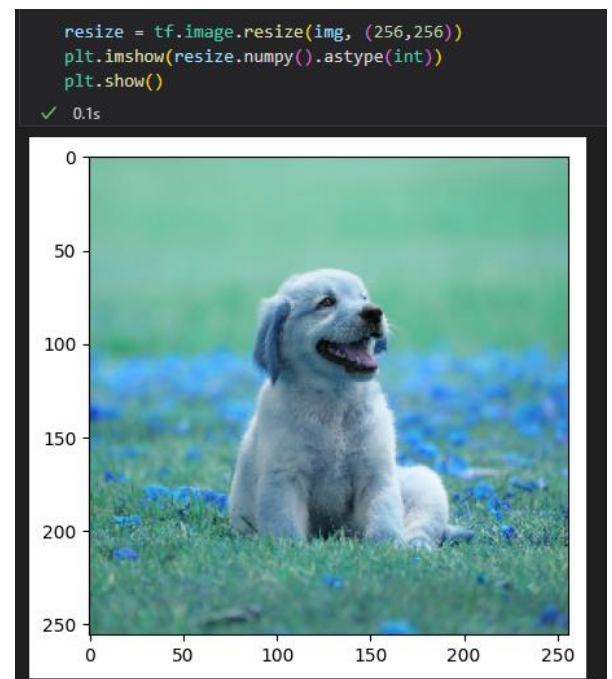 resize = tf.image.resize(img, (256,256))
plt.imshow(resize.numpy().astype(int))
plt.show()
✓ 0.1s
0
50
100
150
200
250
0 50 100 150 200 250